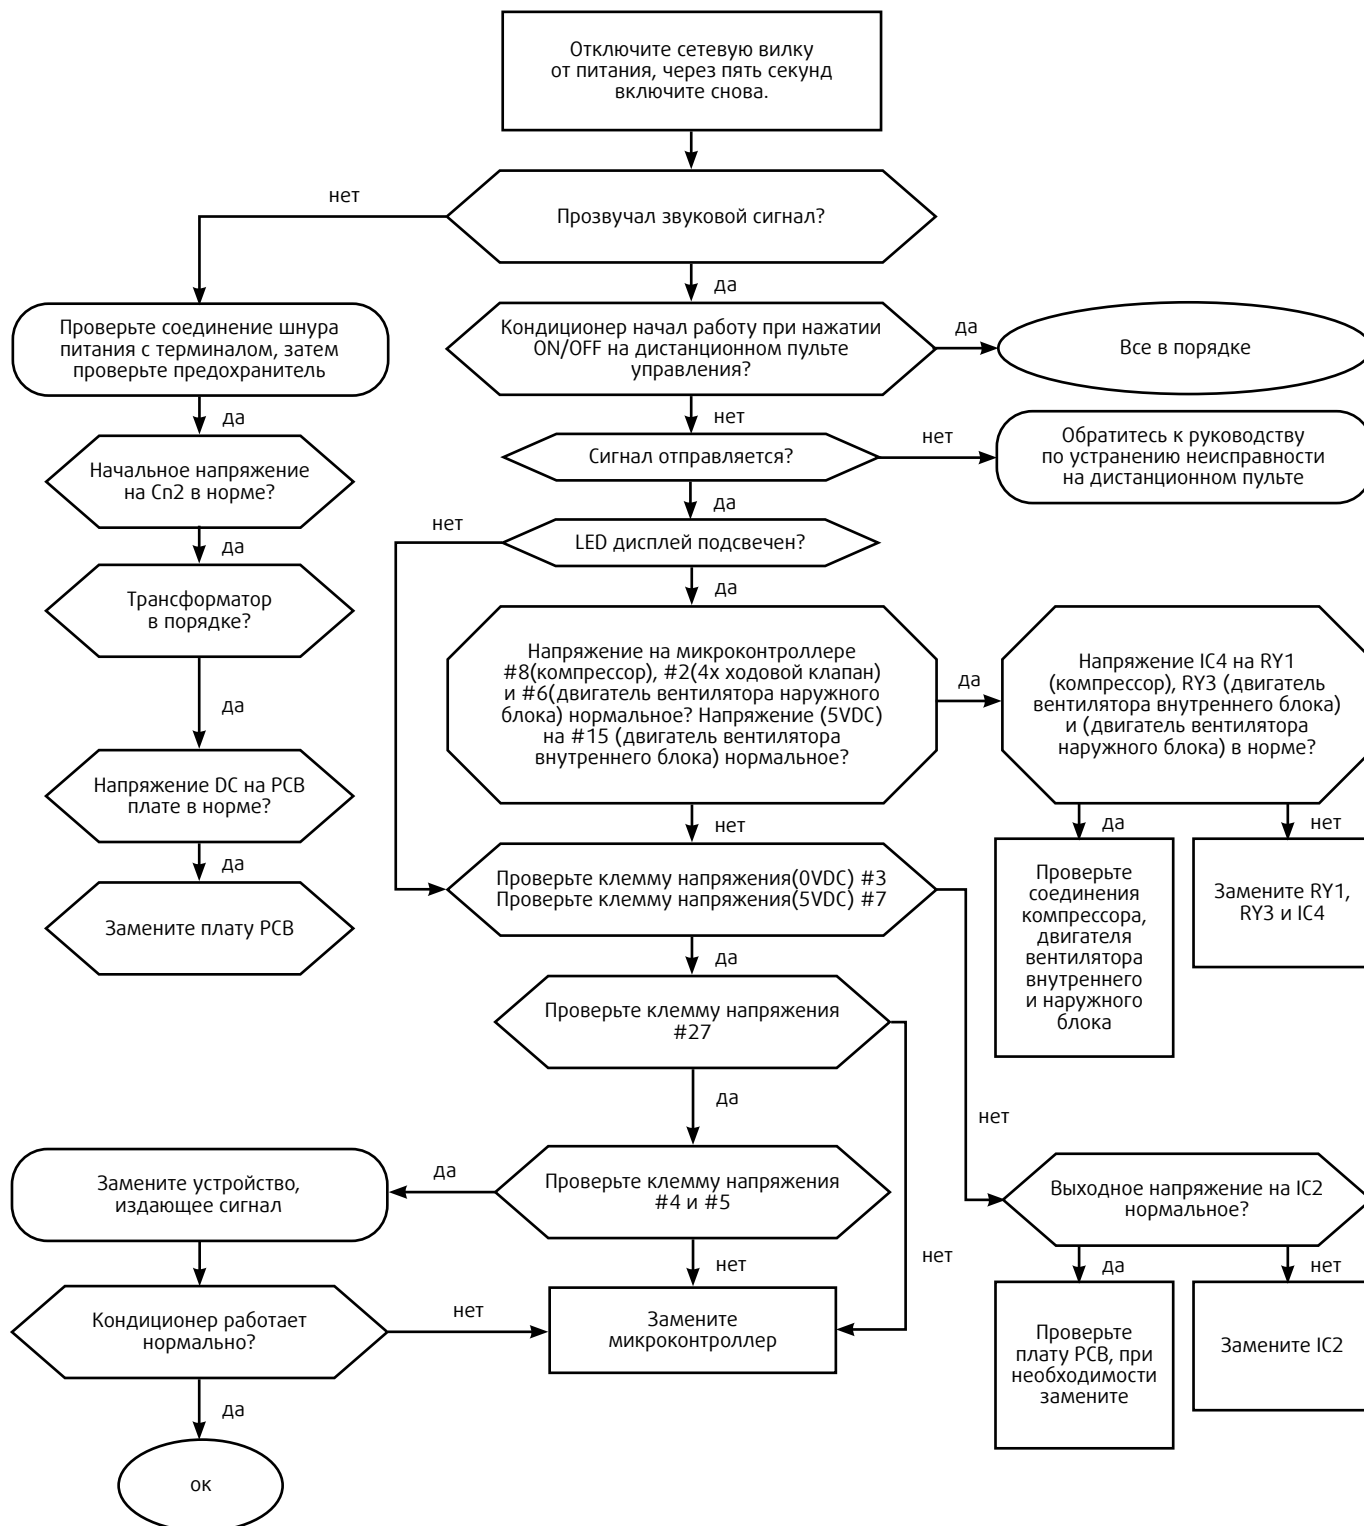 Отключите сетевую вилку
от питания, через пять секунд
включите снова.
нет
Прозвучал звуковой сигнал?
да
Проверьте соединение шнура
питания с терминалом, затем
проверьте предохранитель
Кондиционер начал работу при нажатии
ON/OFF на дистанционном пульте
управления?
да
Все в порядке
да
нет
Начальное напряжение
на Cn2 в норме?
Сигнал отправляется?
нет
Обратитесь к руководству
по устранению неисправности
на дистанционном пульте
да
да
нет
LED дисплей подсвечен?
да
Трансформатор
в порядке?
Напряжение на микроконтроллере
#8(компрессор), #2(4х ходовой клапан)
и #6(двигатель вентилятора наружного
блока) нормальное? Напряжение (5VDC)
на #15 (двигатель вентилятора
внутреннего блока) нормальное?
да
Напряжение IC4 на RY1
(компрессор), RY3 (двигатель
вентилятора внутреннего блока)
и (двигатель вентилятора
наружного блока) в норме?
да
Напряжение DC на PCB
плате в норме?
нет
да
нет
да
Проверьте клемму напряжения(0VDC) #3
Проверьте клемму напряжения(5VDC) #7
Проверьте
соединения
компрессора,
двигателя
вентилятора
внутреннего
и наружного
блока
Замените RY1,
RY3 и IC4
Замените плату PCB
да
Проверьте клемму напряжения
#27
да
нет
Замените устройство,
издающее сигнал
да
Проверьте клемму напряжения
#4 и #5
Выходное напряжение на IC2
нормальное?
нет
нет
да
нет
Кондиционер работает
нормально?
нет
Замените
микроконтроллер
Проверьте
плату PCB, при
необходимости
замените
Замените IC2
да
ок